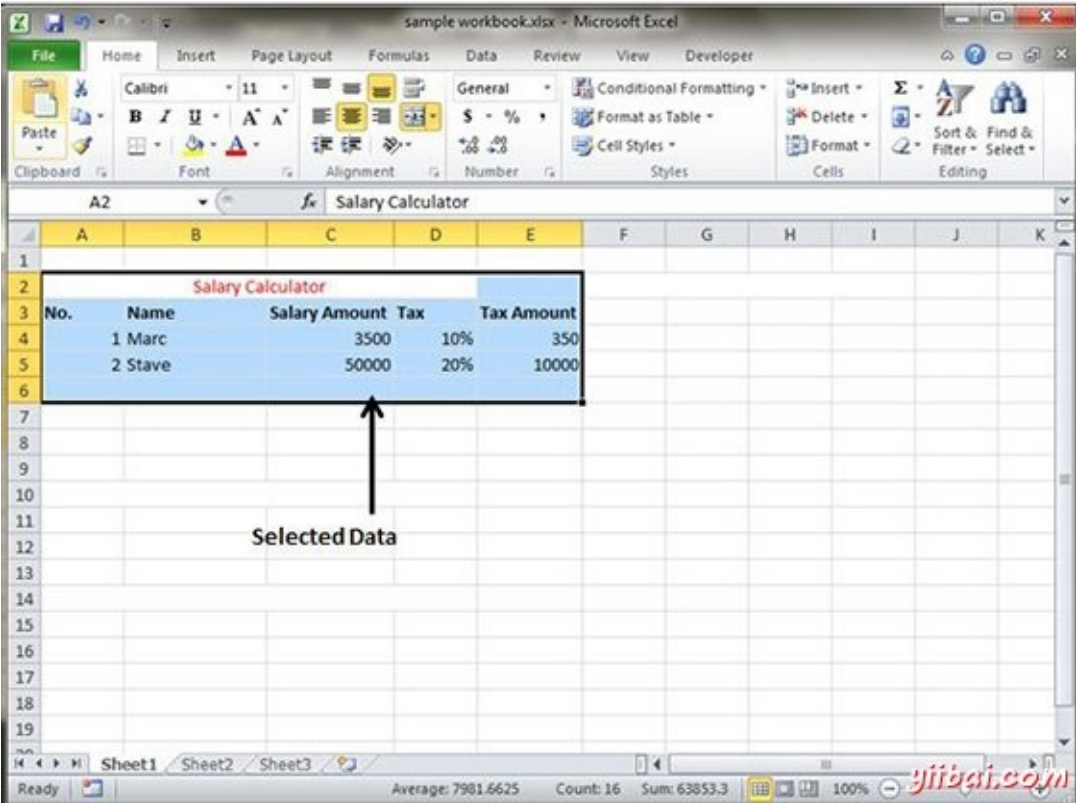 sample workbook.xlsx - Microsoft Excel
File Home Insert Page Layout Formulas Data Review View Developer
Calibri 11 General Conditional Formatting Insert Σ
B I U A A $ % , Format as Table Delete
Paste Cell Styles Format Sort & Filter Find & Select
Clipboard Font Alignment Number Styles Cells Editing
A2 fx Salary Calculator
A B C D E F G H I J K
1
2 Salary Calculator
3 No. Name Salary Amount Tax Tax Amount
4 1 Marc 3500 10% 350
5 2 Stave 50000 20% 10000
6
7
8
9
10
11
Selected Data
12
13
14
15
16
17
18
19
Sheet1 Sheet2 Sheet3
Ready Average: 7981.6625 Count: 16 Sum: 63853.3 100%
yiibai.com